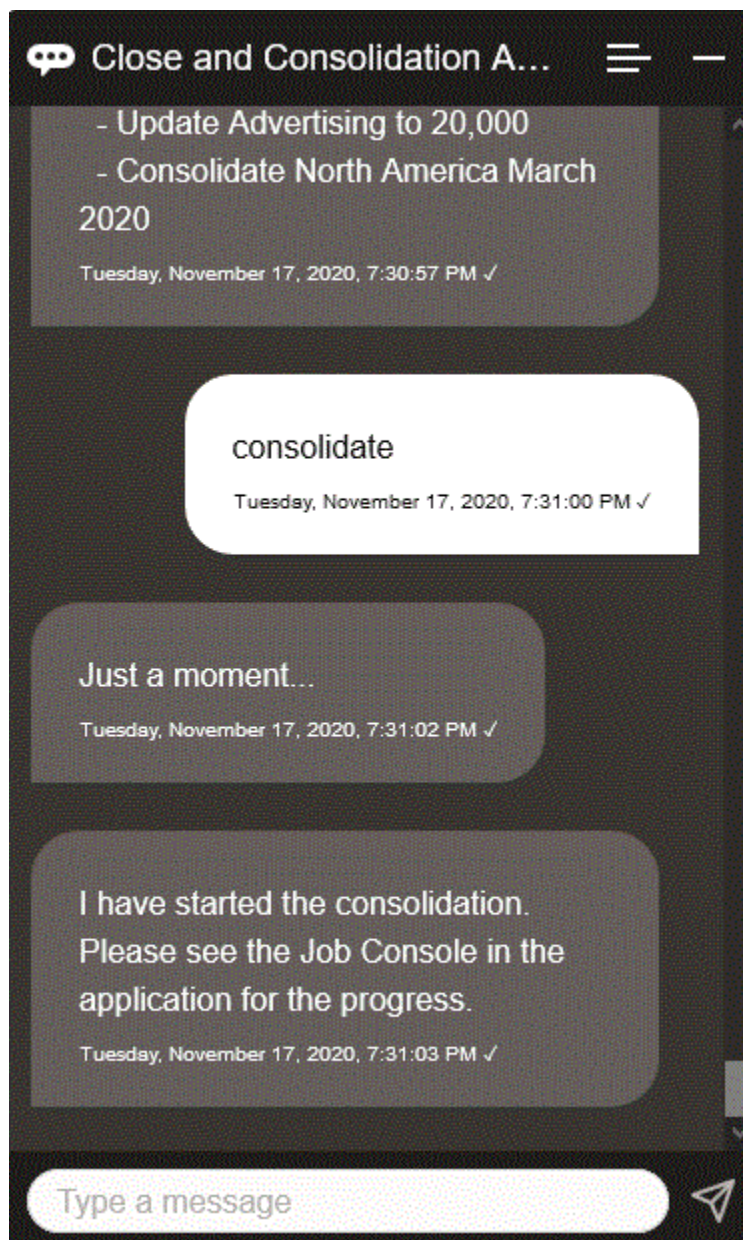 Close and Consolidation A...
- Update Advertising to 20,000
- Consolidate North America March
2020
Tuesday, November 17, 2020, 7:30:57 PM ✓
consolidate
Tuesday, November 17, 2020, 7:31:00 PM ✓
Just a moment...
Tuesday, November 17, 2020, 7:31:02 PM ✓
I have started the consolidation.
Please see the Job Console in the
application for the progress.
Tuesday, November 17, 2020, 7:31:03 PM ✓
Type a message